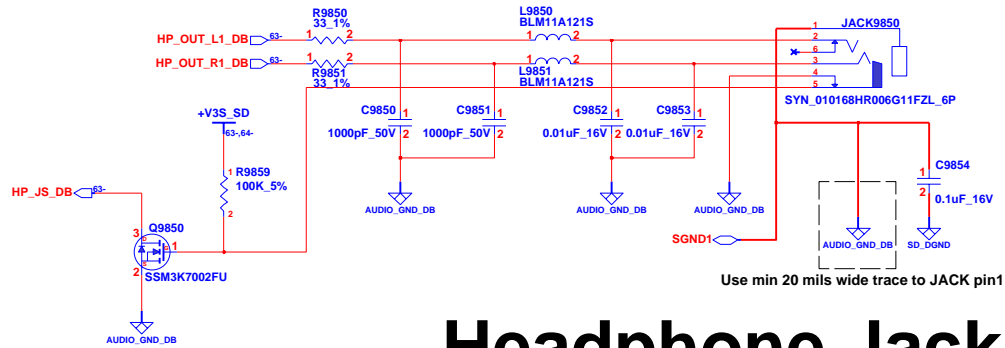 R9850
33_1%
L9850
BLM11A121S
JACK9850
HP_OUT_L1_DB 63-
1 2
1 2
1
2
6
3
4
5
HP_OUT_R1_DB 63-
1 2
1 2
R9851
33_1%
L9851
BLM11A121S
SYN_010168HR006G11FZL_6P
C9850
1
1000pF_50V 2
C9851
1
1000pF_50V 2
C9852
1
0.01uF_16V 2
C9853
1
0.01uF_16V 2
+V3S_SD
63-,64-
C9854
1
2
0.1uF_16V
1
R9859
100K_5%
2
HP_JS_DB 63-
AUDIO_GND_DB
AUDIO_GND_DB
AUDIO_GND_DB
Q9850
3 D
G 1
S
2
SSM3K7002FU
SGND1
AUDIO_GND_DB
SD_DGND
Use min 20 mils wide trace to JACK pin1
AUDIO_GND_DB
Headphone Jack